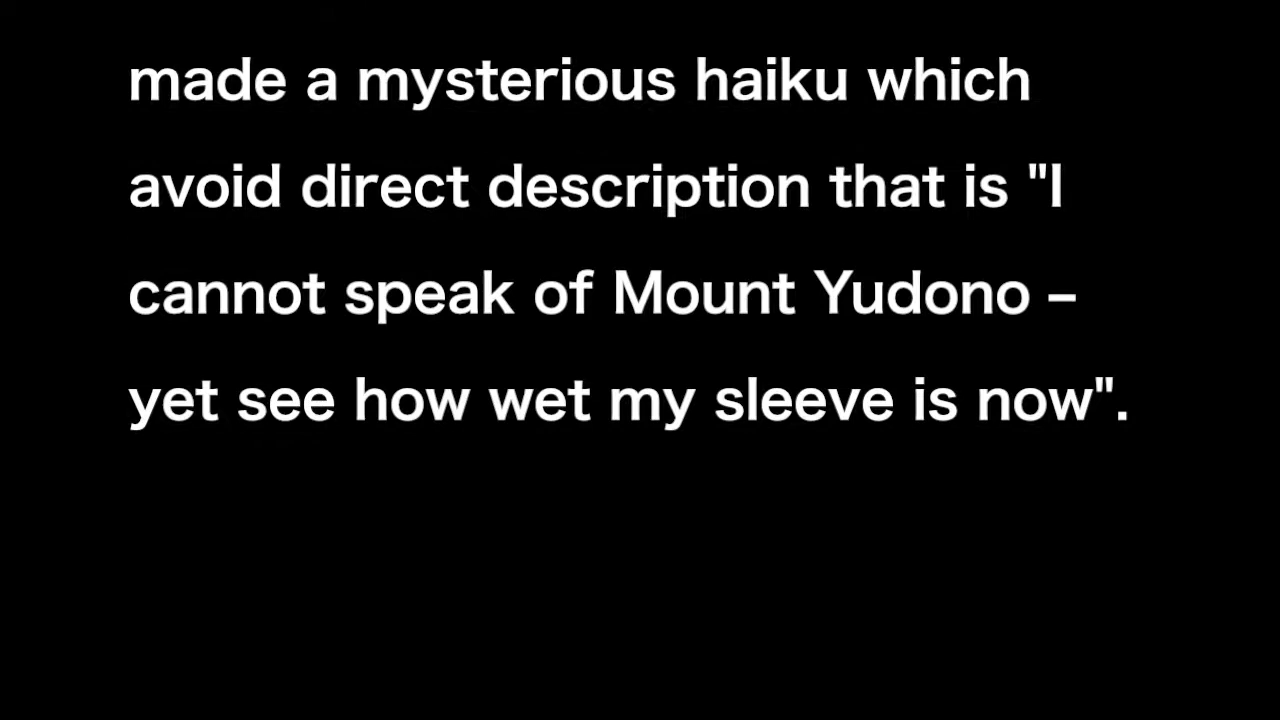 made a mysterious haiku which
avoid direct description that is "I
cannot speak of Mount Yudono –
yet see how wet my sleeve is now".